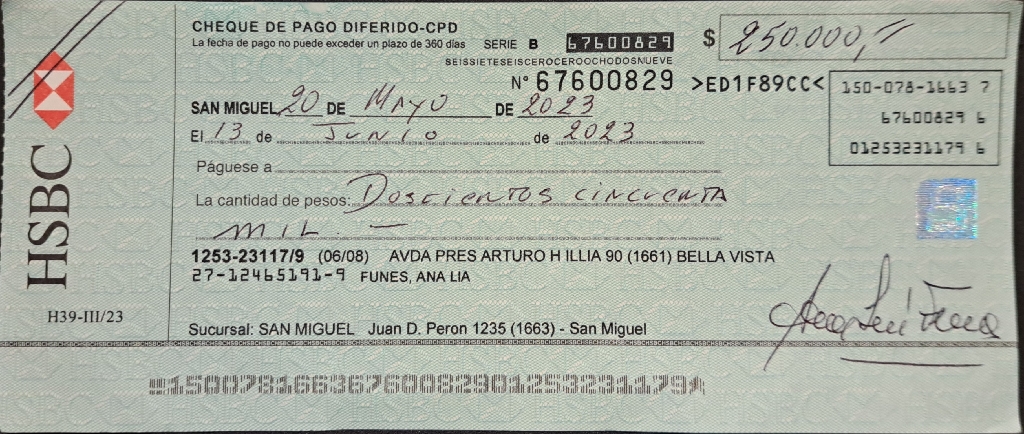 CHEQUE DE PAGO DIFERIDO-CPD
La fecha de pago no puede exceder un plazo de 360 días SERIE B 67600829 $ 250.000,"
SEISSIETESEISCEROCEROOCHODOSNUEVE
N° 67600829 >ED1F89CC< 150-078-1663 7
67600829 6
01253231179 6
SAN MIGUEL, 20 DE MAYO DE 2023
El 13 de JUNIO de 2023
Páguese a
La cantidad de pesos: DOSCIENTOS CINCUENTA
MIL. —
1253-23117/9 (06/08) AVDA PRES ARTURO H ILLIA 90 (1661) BELLA VISTA
27-12465191-9 FUNES, ANA LIA
HSBC
H39-III/23
Sucursal: SAN MIGUEL Juan D. Peron 1235 (1663) - San Miguel
150078166367600829012532311791